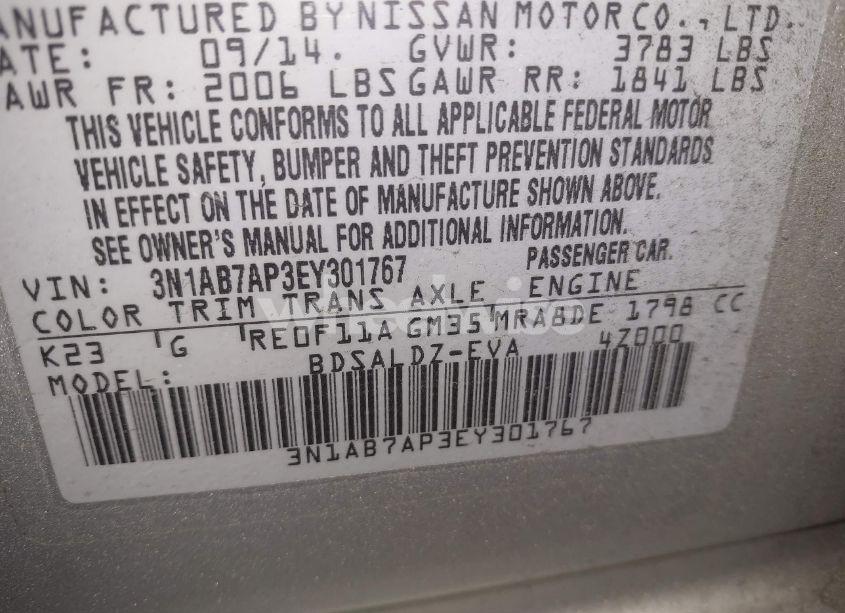 ANUFACTURED BY NISSAN MOTOR CO., LTD.
ATE: 09/14. GVWR: 3783 LBS
AWR FR: 2006 LBS GAWR RR: 1841 LBS
THIS VEHICLE CONFORMS TO ALL APPLICABLE FEDERAL MOTOR
VEHICLE SAFETY, BUMPER AND THEFT PREVENTION STANDARDS
IN EFFECT ON THE DATE OF MANUFACTURE SHOWN ABOVE.
SEE OWNER'S MANUAL FOR ADDITIONAL INFORMATION.
VIN: 3N1AB7AP3EY301767 PASSENGER CAR.
COLOR TRIM TRANS AXLE ENGINE
K23 G RE0F11A GM35 MRA8DE 1798 CC
MODEL: BDSALDZ-EVA 4Z000
3N1AB7AP3EY301767